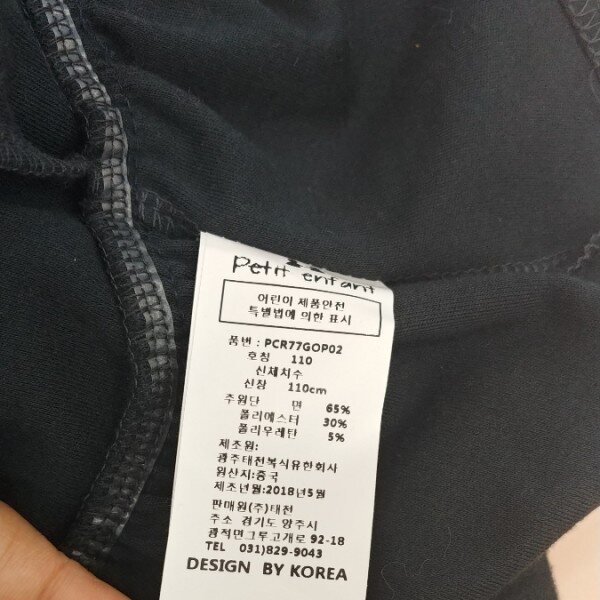 Petit enfant
어린이 제품안전
특별법에 의한 표시
품번 : PCR77GOP02
호칭 110
신체치수
신장 110cm
주원단 면 65%
폴리에스터 30%
폴리우레탄 5%
제조원:
광주태전복식유한회사
원산지:중국
제조년월:2018년5월
판매원(주)태전
주소 경기도 양주시
광적면그루고개로 92-18
TEL 031)829-9043
DESIGN BY KOREA